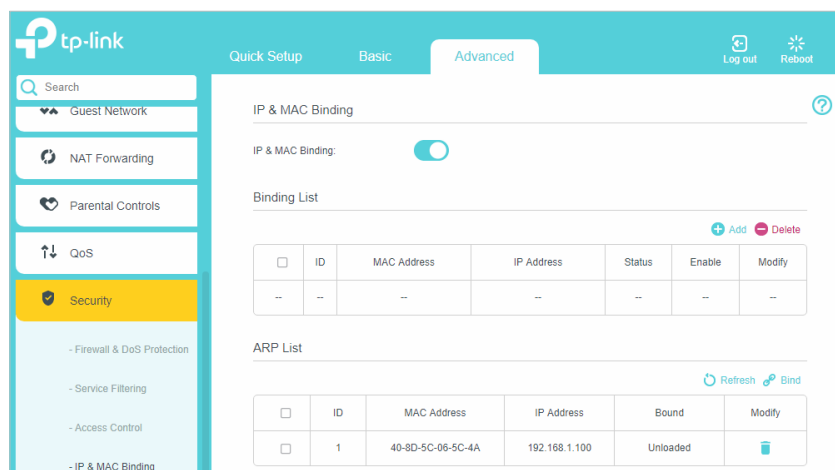 tp-link
Quick Setup Basic Advanced Log out Reboot
Search
Guest Network
NAT Forwarding
Parental Controls
QoS
Security
- Firewall & DoS Protection
- Service Filtering
- Access Control
- IP & MAC Binding
IP & MAC Binding
?
IP & MAC Binding:
Binding List
Add Delete
ID MAC Address IP Address Status Enable Modify
-- -- -- -- -- -- --
ARP List
Refresh Bind
ID MAC Address IP Address Bound Modify
1 40-8D-5C-06-5C-4A 192.168.1.100 Unloaded